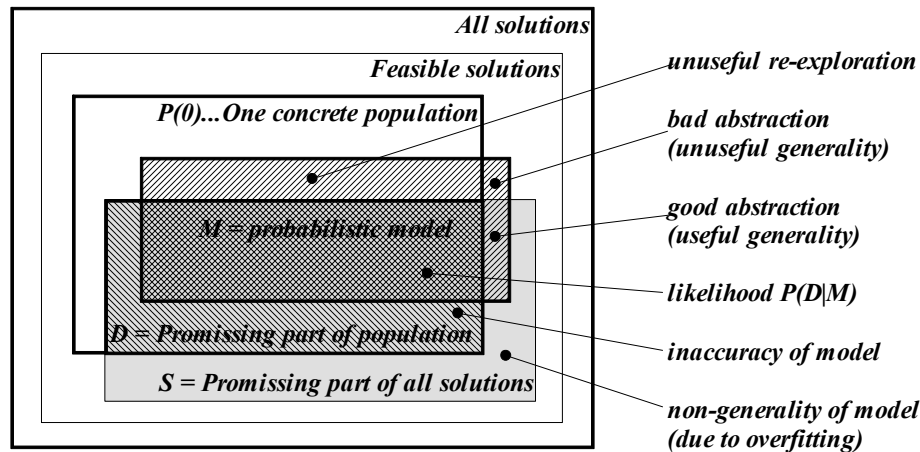 All solutions
Feasible solutions
P(0)...One concrete population
M = probabilistic model
D = Promissing part of population
S = Promissing part of all solutions
unuseful re-exploration
bad abstraction
(unuseful generality)
good abstraction
(useful generality)
likelihood P(D|M)
inaccuracy of model
non-generality of model
(due to overfitting)